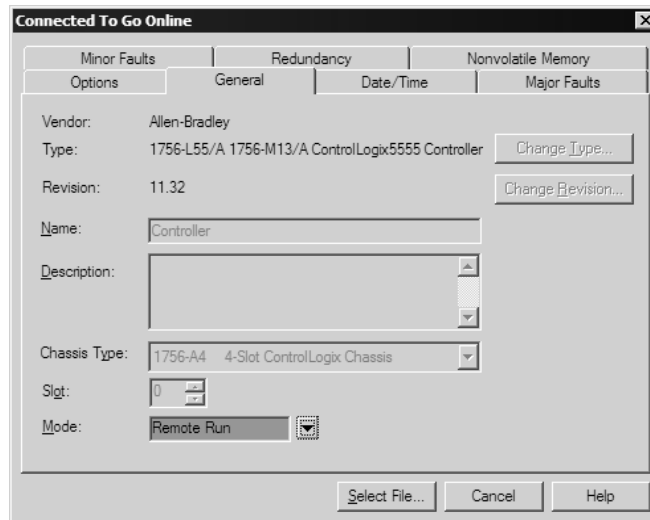 Connected To Go Online
Minor Faults Redundancy Nonvolatile Memory
Options General Date/Time Major Faults
Vendor: Allen-Bradley
Type: 1756-L55/A 1756-M13/A ControlLogix5555 Controller Change Type...
Revision: 11.32 Change Revision...
Name: Controller
Description:
Chassis Type: 1756-A4 4-Slot ControlLogix Chassis
Slot: 0
Mode: Remote Run
Select File... Cancel Help